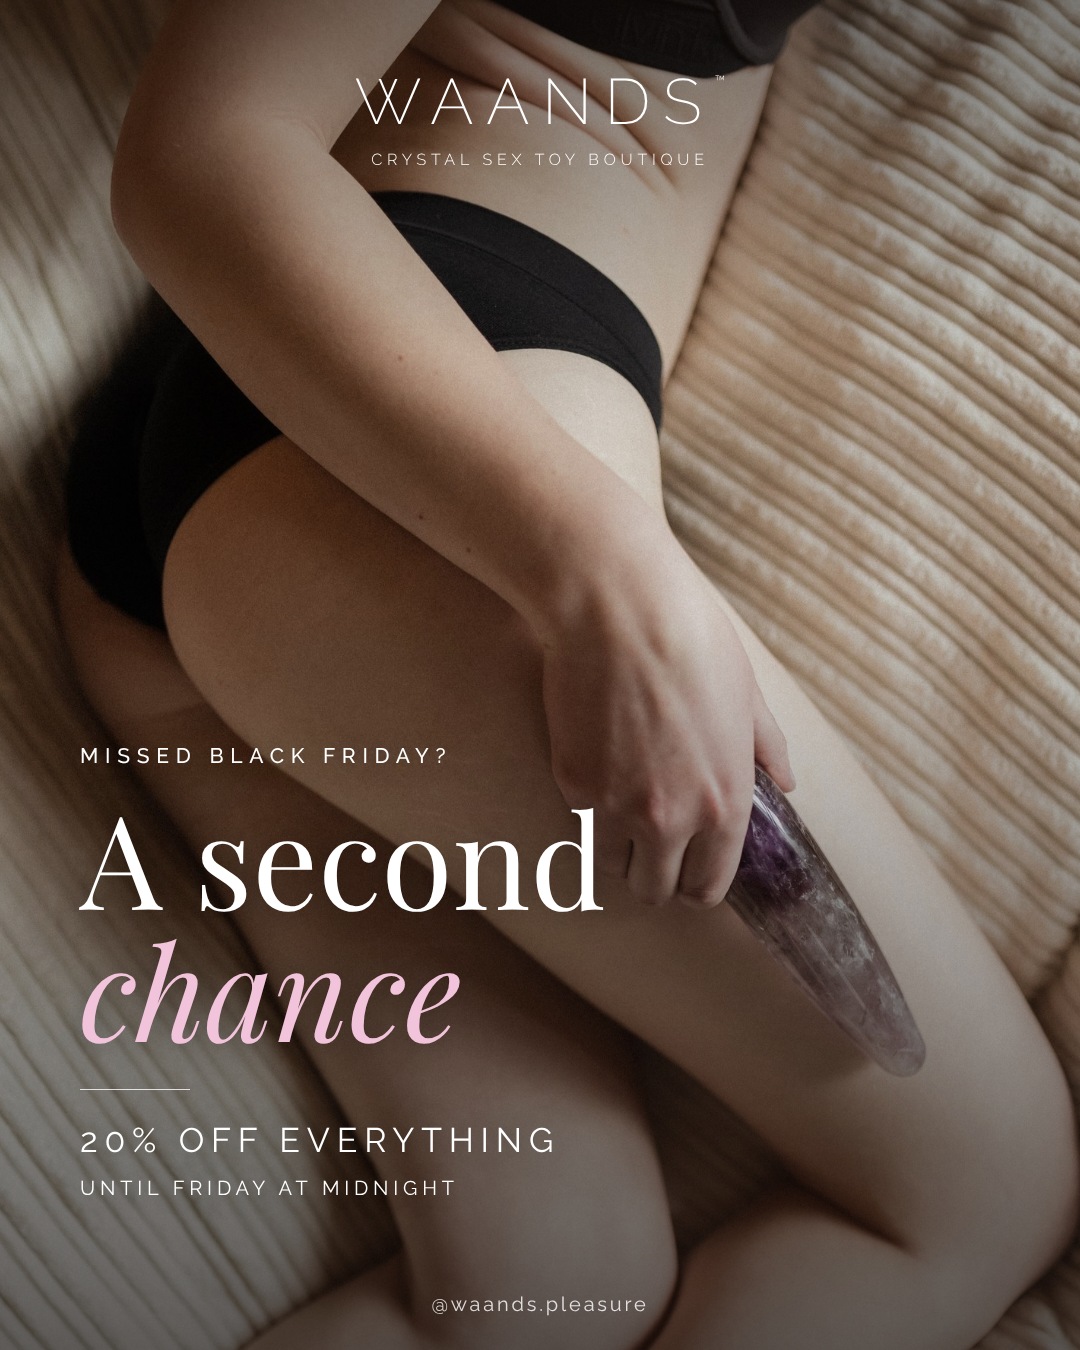 WAANDS™
CRYSTAL SEX TOY BOUTIQUE
MISSED BLACK FRIDAY?
A second
chance
20% OFF EVERYTHING
UNTIL FRIDAY AT MIDNIGHT
@waands.pleasure